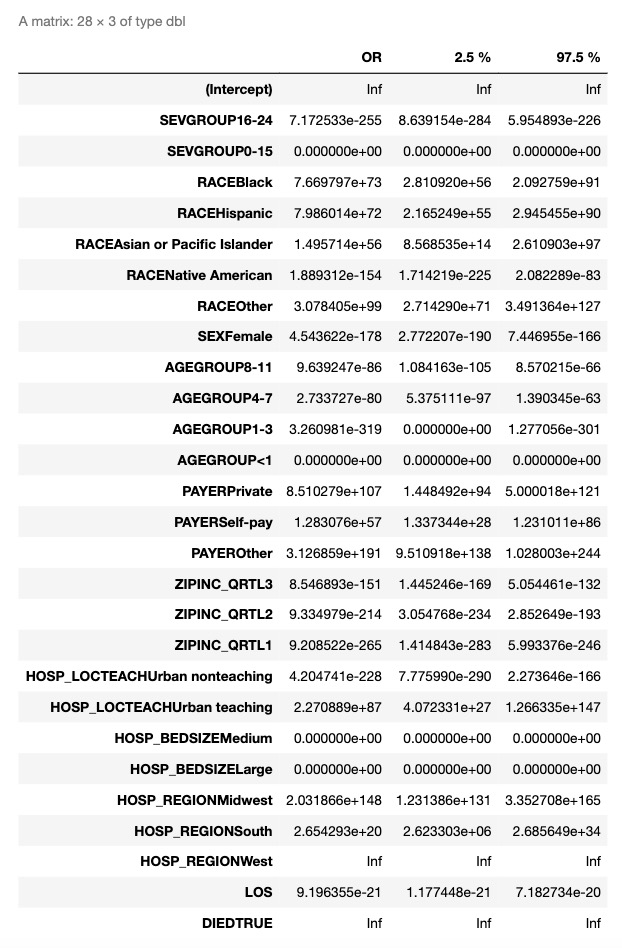 A matrix: 28 × 3 of type dbl
OR 2.5 % 97.5 %
(Intercept) Inf Inf Inf
SEVGROUP16-24 7.172533e-255 8.639154e-284 5.954893e-226
SEVGROUP0-15 0.000000e+00 0.000000e+00 0.000000e+00
RACEBlack 7.669797e+73 2.810920e+56 2.092759e+91
RACEHispanic 7.986014e+72 2.165249e+55 2.945455e+90
RACEAsian or Pacific Islander 1.495714e+56 8.568535e+14 2.610903e+97
RACENative American 1.889312e-154 1.714219e-225 2.082289e-83
RACEOther 3.078405e+99 2.714290e+71 3.491364e+127
SEXFemale 4.543622e-178 2.772207e-190 7.446955e-166
AGEGROUP8-11 9.639247e-86 1.084163e-105 8.570215e-66
AGEGROUP4-7 2.733727e-80 5.375111e-97 1.390345e-63
AGEGROUP1-3 3.260981e-319 0.000000e+00 1.277056e-301
AGEGROUP<1 0.000000e+00 0.000000e+00 0.000000e+00
PAYERPrivate 8.510279e+107 1.448492e+94 5.000018e+121
PAYERSelf-pay 1.283076e+57 1.337344e+28 1.231011e+86
PAYEROther 3.126859e+191 9.510918e+138 1.028003e+244
ZIPINC_QRTL3 8.546893e-151 1.445246e-169 5.054461e-132
ZIPINC_QRTL2 9.334979e-214 3.054768e-234 2.852649e-193
ZIPINC_QRTL1 9.208522e-265 1.414843e-283 5.993376e-246
HOSP_LOCTEACHUrban nonteaching 4.204741e-228 7.775990e-290 2.273646e-166
HOSP_LOCTEACHUrban teaching 2.270889e+87 4.072331e+27 1.266335e+147
HOSP_BEDSIZEMedium 0.000000e+00 0.000000e+00 0.000000e+00
HOSP_BEDSIZELarge 0.000000e+00 0.000000e+00 0.000000e+00
HOSP_REGIONMidwest 2.031866e+148 1.231386e+131 3.352708e+165
HOSP_REGIONSouth 2.654293e+20 2.623303e+06 2.685649e+34
HOSP_REGIONWest Inf Inf Inf
LOS 9.196355e-21 1.177448e-21 7.182734e-20
DIEDTRUE Inf Inf Inf